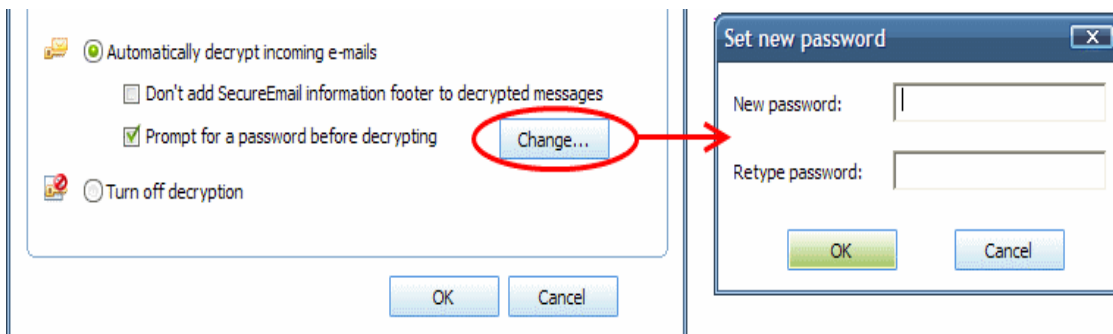 Automatically decrypt incoming e-mails
Don't add SecureEmail information footer to decrypted messages
Prompt for a password before decrypting
Change...
Turn off decryption
OK
Cancel
Set new password
New password:
Retype password:
OK
Cancel